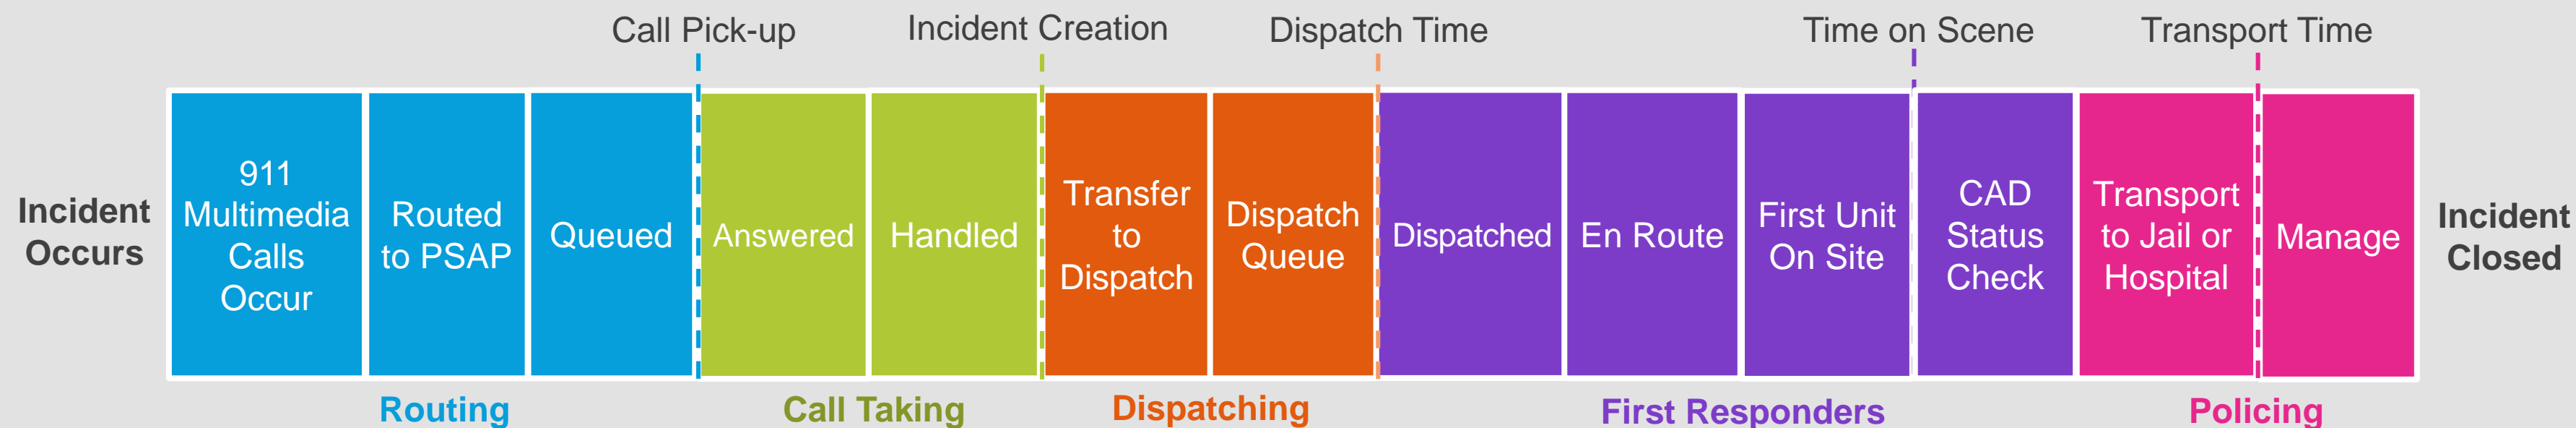 Call Pick-up
Incident Creation
Dispatch Time
Time on Scene
Transport Time
Incident
Occurs
911
Multimedia
Calls
Occur
Routed
to PSAP
Queued
Answered
Handled
Transfer
to
Dispatch
Dispatch
Queue
Dispatched
En Route
First Unit
On Site
CAD
Status
Check
Transport
to Jail or
Hospital
Manage
Incident
Closed
Routing
Call Taking
Dispatching
First Responders
Policing